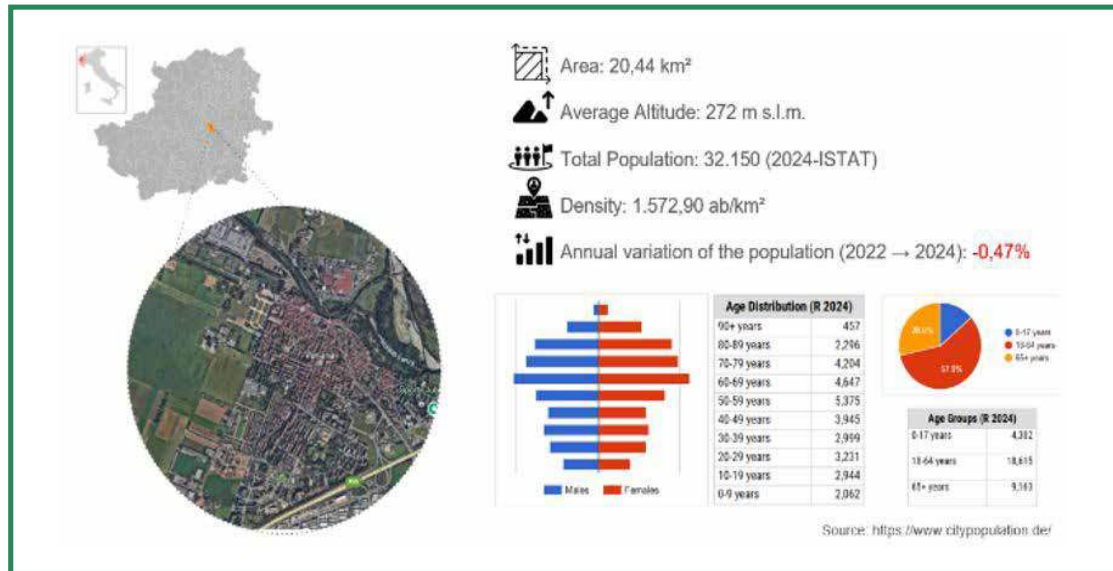 Area: 20,44 km²
Average Altitude: 272 m s.l.m.
Total Population: 32.150 (2024-ISTAT)
Density: 1.572,90 ab/km²
Annual variation of the population (2022 → 2024): -0,47%
Age Distribution (R 2024)
90+ years 457
80-89 years 2,296
70-79 years 4,204
60-69 years 4,647
50-59 years 5,375
40-49 years 3,945
30-39 years 2,999
20-29 years 3,231
10-19 years 2,944
0-9 years 2,062
Males Females
0-17 years
18-64 years
65+ years
57.9%
Age Groups (R 2024)
0-17 years 4,382
18-64 years 18,615
65+ years 9,163
Source: https://www.citypopulation.de/